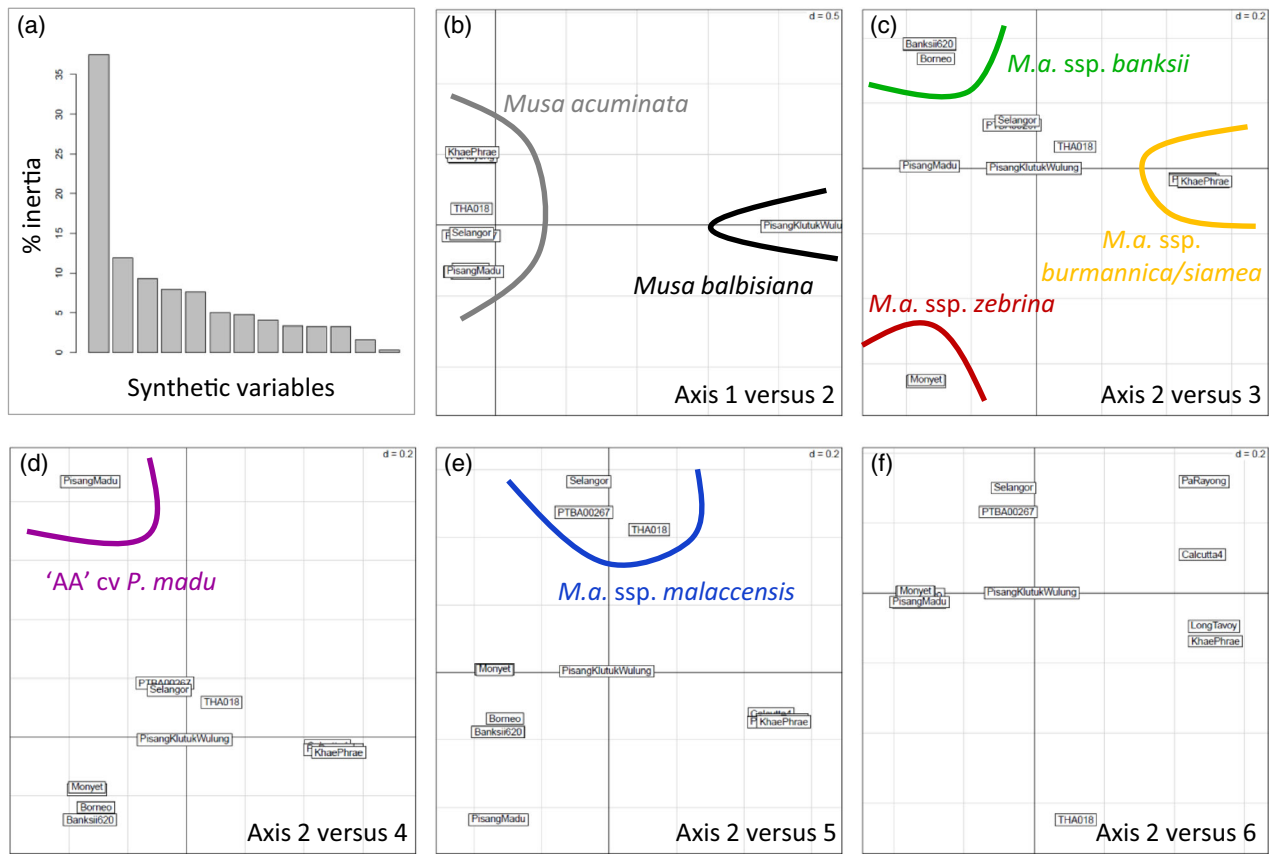 (a)
% inertia
35
30
25
20
15
10
5
0
Synthetic variables
(b)
d = 0.5
Musa acuminata
KhaePhrae
THA018
Selangor
PisangMadu
PisangKlutukWulu
Musa balbisiana
Axis 1 versus 2
(c)
d = 0.2
Banksii620
Borneo
M.a. ssp. banksii
Selangor
THA018
PisangMadu
PisangKlutukWulung
KhaePhrae
M.a. ssp.
burmannica/siamea
M.a. ssp. zebrina
Monyet
Axis 2 versus 3
(d)
d = 0.2
PisangMadu
‘AA’ cv P. madu
PTBA00267
Selangor
THA018
PisangKlutukWulung
KhaePhrae
Monyet
Borneo
Banksii620
Axis 2 versus 4
(e)
d = 0.2
Selangor
PTBA00267
THA018
M.a. ssp. malaccensis
Monyet
PisangKlutukWulung
Borneo
Banksii620
Calcutta4
KhaePhrae
PisangMadu
Axis 2 versus 5
(f)
d = 0.2
PaRayong
Selangor
PTBA00267
Calcutta4
Monyet
PisangMadu
PisangKlutukWulung
LongTavoy
KhaePhrae
THA018
Axis 2 versus 6